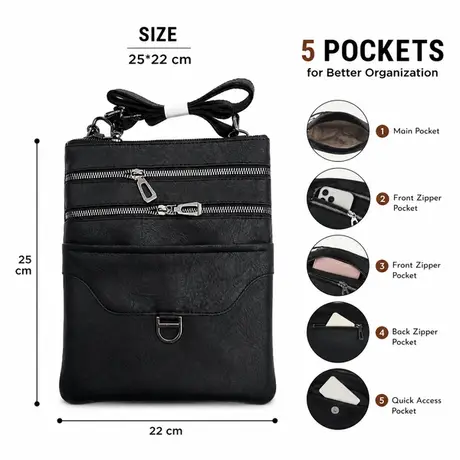 SIZE
25*22 cm
5 POCKETS
for Better Organization
1 Main Pocket
2 Front Zipper
Pocket
3 Front Zipper
Pocket
4 Back Zipper
Pocket
5 Quick Access
Pocket
25
cm
22 cm